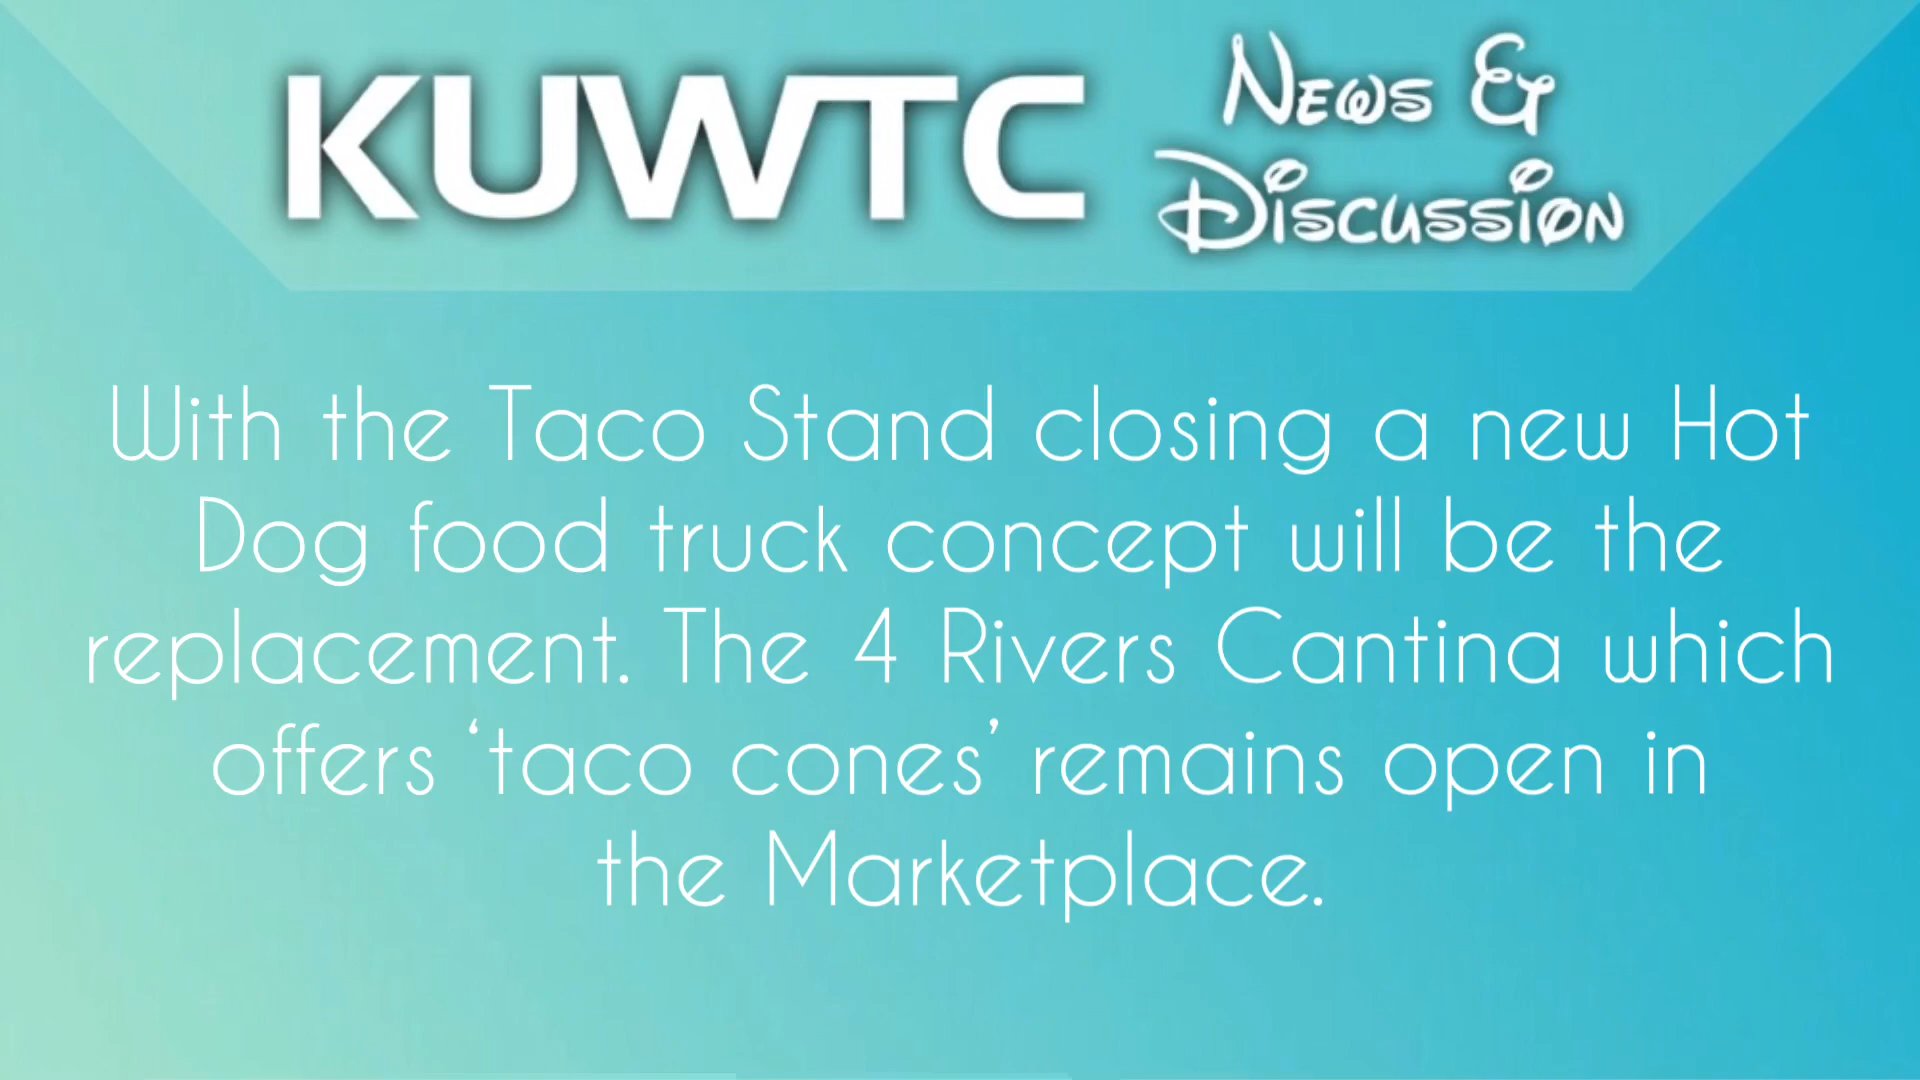 KUWTC
News &
Discussion
With the Taco Stand closing a new Hot
Dog food truck concept will be the
replacement. The 4 Rivers Cantina which
offers ‘taco cones’ remains open in
the Marketplace.